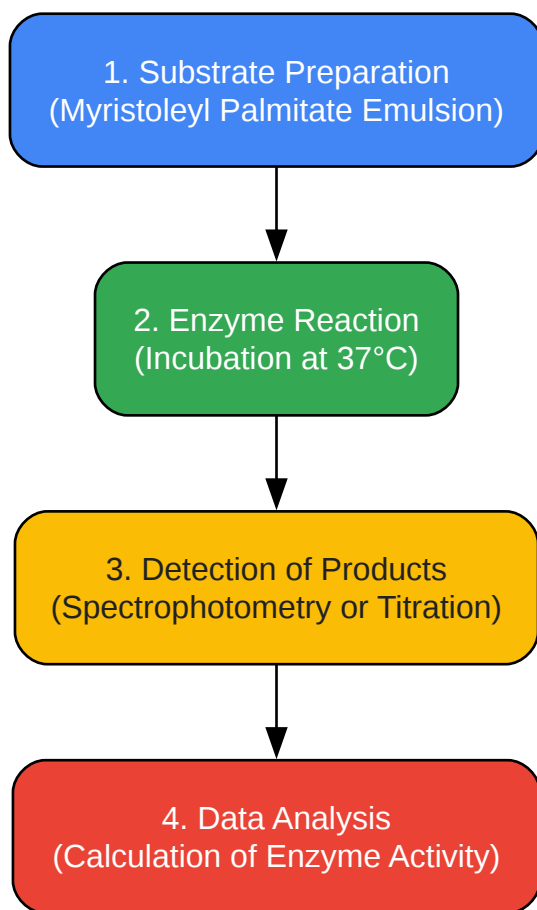 1. Substrate Preparation
(Myristoleyl Palmitate Emulsion)
2. Enzyme Reaction
(Incubation at 37°C)
3. Detection of Products
(Spectrophotometry or Titration)
4. Data Analysis
(Calculation of Enzyme Activity)